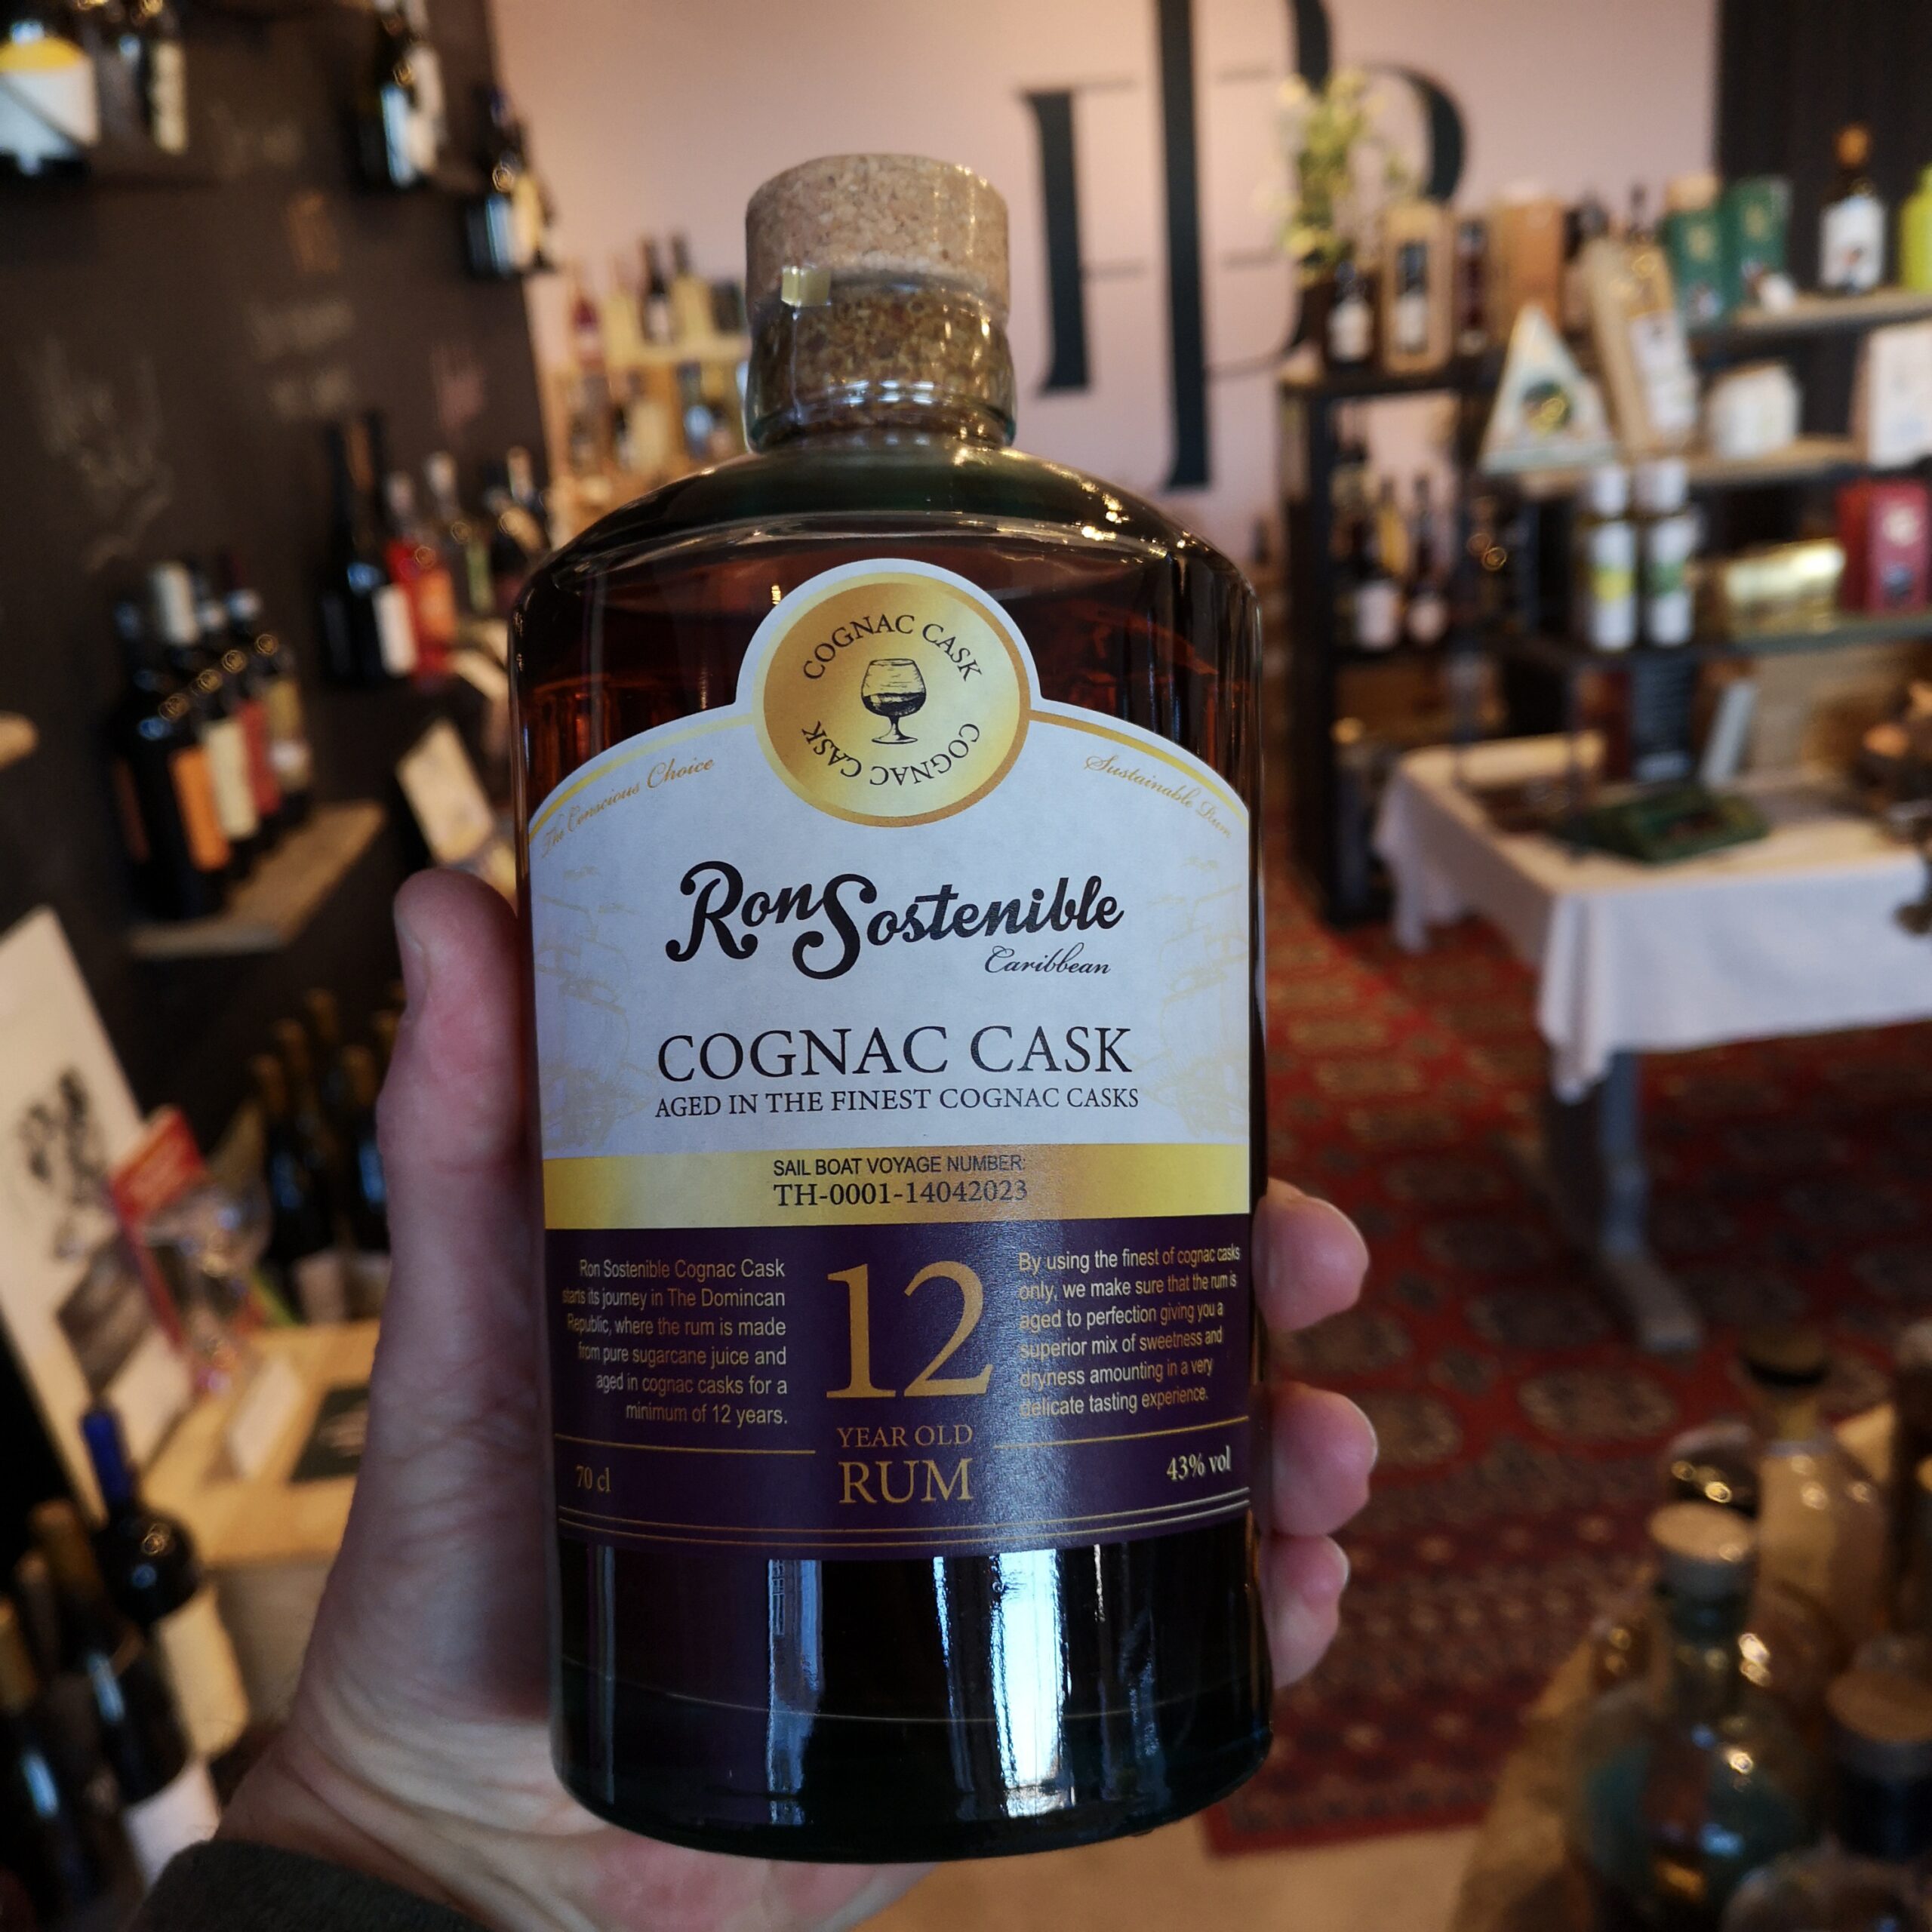 COGNAC CASK
COGNAC CASK
The Conscious Choice
Sustainable Rum
Ron Sostenible
Caribbean
COGNAC CASK
AGED IN THE FINEST COGNAC CASKS
SAIL BOAT VOYAGE NUMBER:
TH-0001-14042023
Ron Sostenible Cognac Cask
starts its journey in The Domincan
Republic, where the rum is made
from pure sugarcane juice and
aged in cognac casks for a
minimum of 12 years.
12
YEAR OLD
RUM
By using the finest of cognac casks
only, we make sure that the rum is
aged to perfection giving you a
superior mix of sweetness and
dryness amounting in a very
delicate tasting experience.
70 cl
43% vol